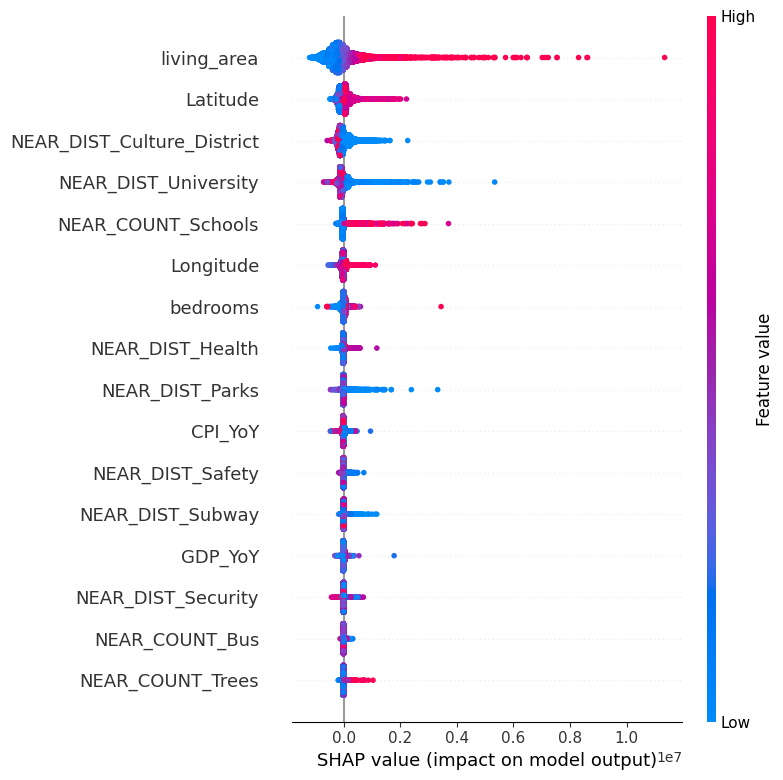 High
living_area
Latitude
NEAR_DIST_Culture_District
NEAR_DIST_University
NEAR_COUNT_Schools
Longitude
bedrooms
NEAR_DIST_Health
NEAR_DIST_Parks
CPI_YoY
NEAR_DIST_Safety
NEAR_DIST_Subway
GDP_YoY
NEAR_DIST_Security
NEAR_COUNT_Bus
NEAR_COUNT_Trees
Feature value
Low
0.0 0.2 0.4 0.6 0.8 1.0
SHAP value (impact on model output)
1e7